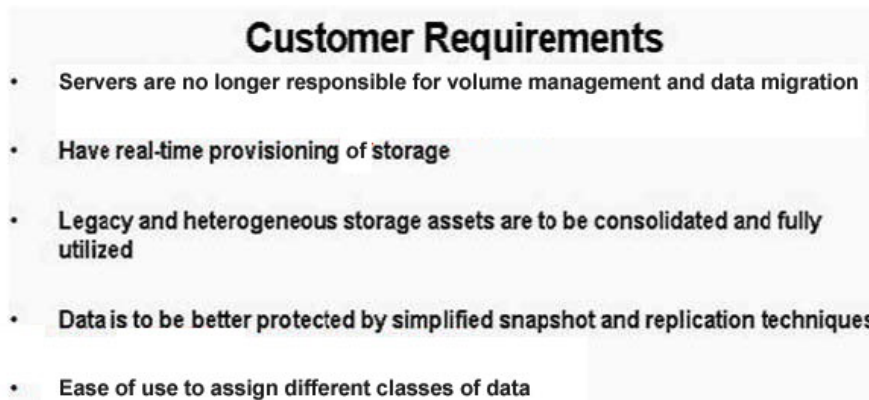 Customer Requirements
• Servers are no longer responsible for volume management and data migration
• Have real-time provisioning of storage
• Legacy and heterogeneous storage assets are to be consolidated and fully
utilized
• Data is to be better protected by simplified snapshot and replication techniques
• Ease of use to assign different classes of data